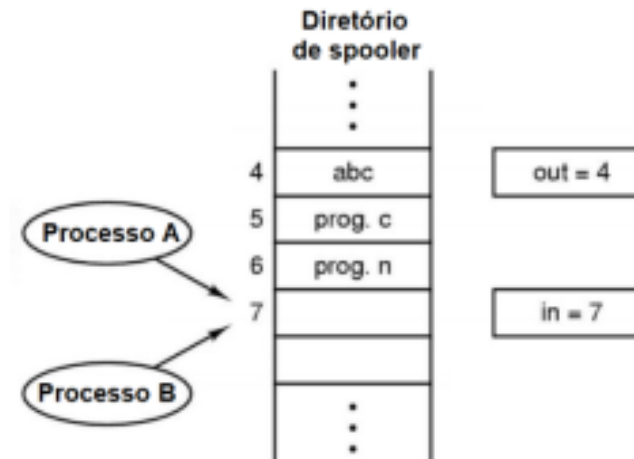 Diretório
de spooler
4 abc out = 4
Processo A
5 prog. c
6 prog. n
7 in = 7
Processo B